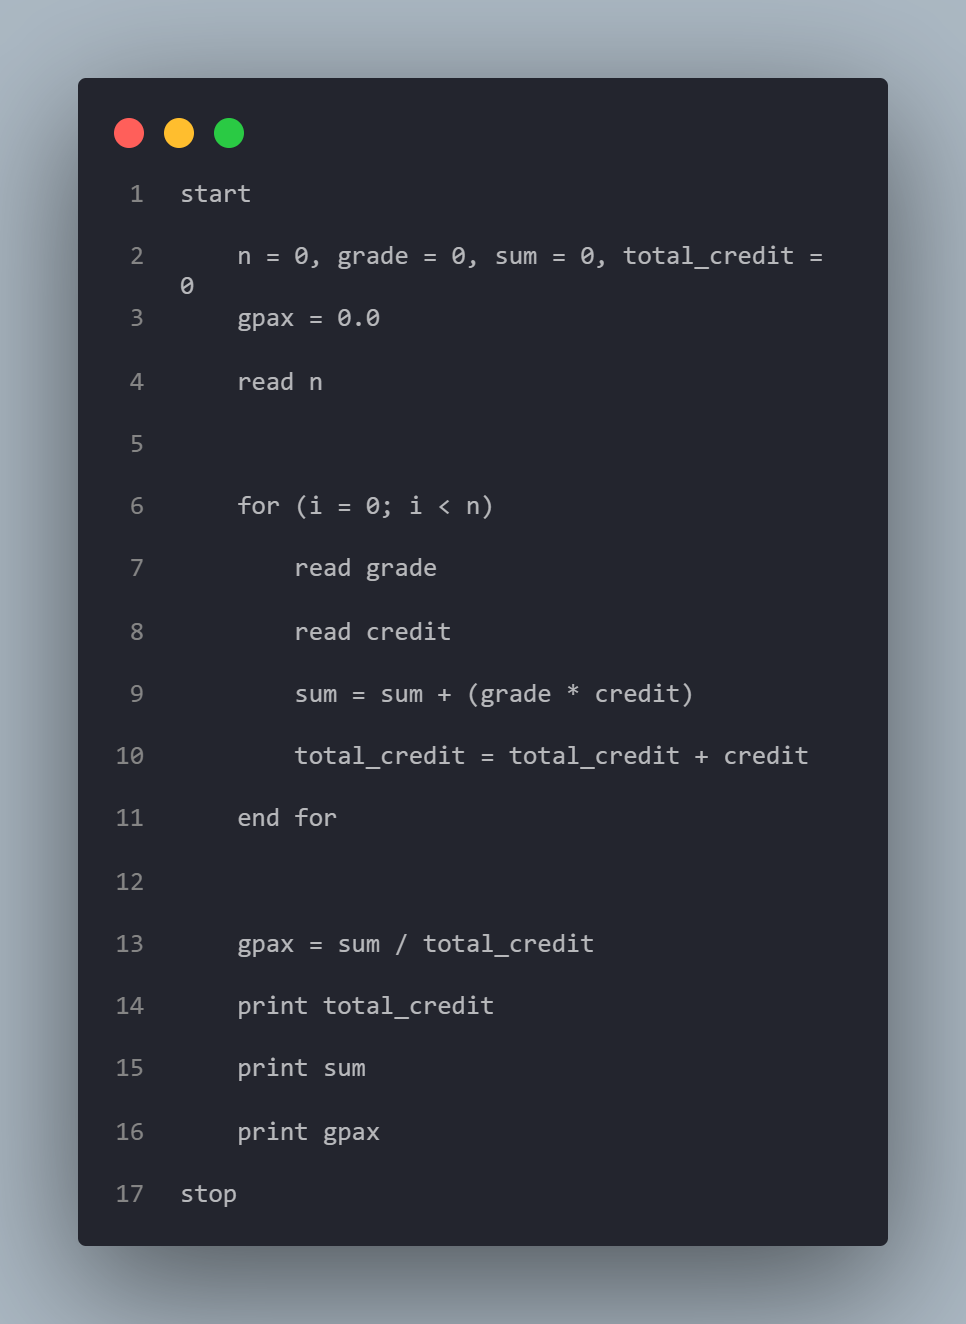 1 start
2     n = 0, grade = 0, sum = 0, total_credit =
0
3     gpax = 0.0
4     read n
5
6     for (i = 0; i < n)
7         read grade
8         read credit
9         sum = sum + (grade * credit)
10         total_credit = total_credit + credit
11     end for
12
13     gpax = sum / total_credit
14     print total_credit
15     print sum
16     print gpax
17 stop